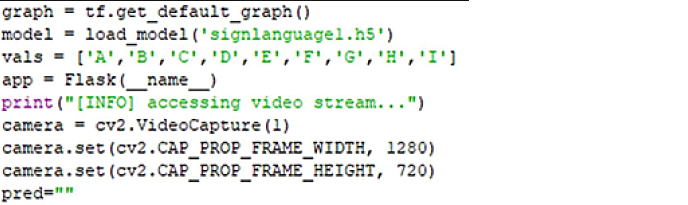 graph = tf.get_default_graph()
model = load_model('signlanguage1.h5')
vals = ['A','B','C','D','E','F','G','H','I']
app = Flask(__name__)
print("[INFO] accessing video stream...")
camera = cv2.VideoCapture(1)
camera.set(cv2.CAP_PROP_FRAME_WIDTH, 1280)
camera.set(cv2.CAP_PROP_FRAME_HEIGHT, 720)
pred=""